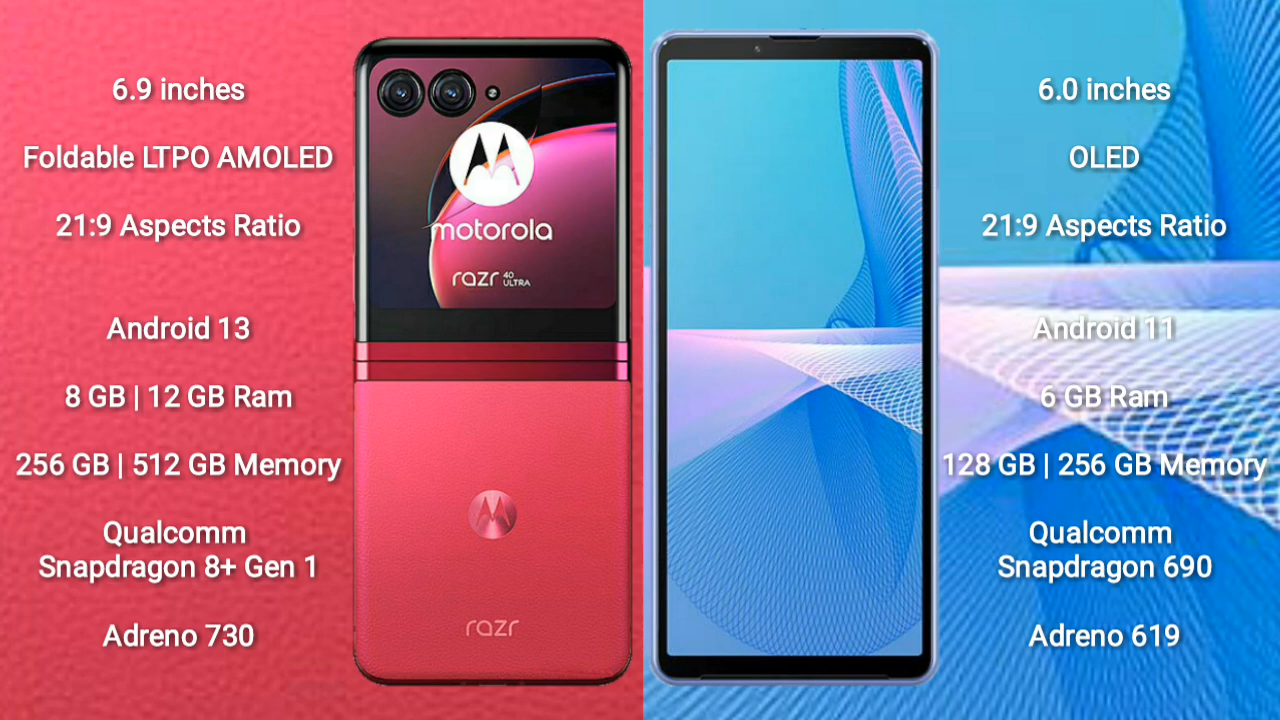 6.9 inches
Foldable LTPO AMOLED
21:9 Aspects Ratio
Android 13
8 GB | 12 GB Ram
256 GB | 512 GB Memory
Qualcomm
Snapdragon 8+ Gen 1
Adreno 730
motorola
razr 40 ULTRA
razr
6.0 inches
OLED
21:9 Aspects Ratio
Android 11
6 GB Ram
128 GB | 256 GB Memory
Qualcomm
Snapdragon 690
Adreno 619